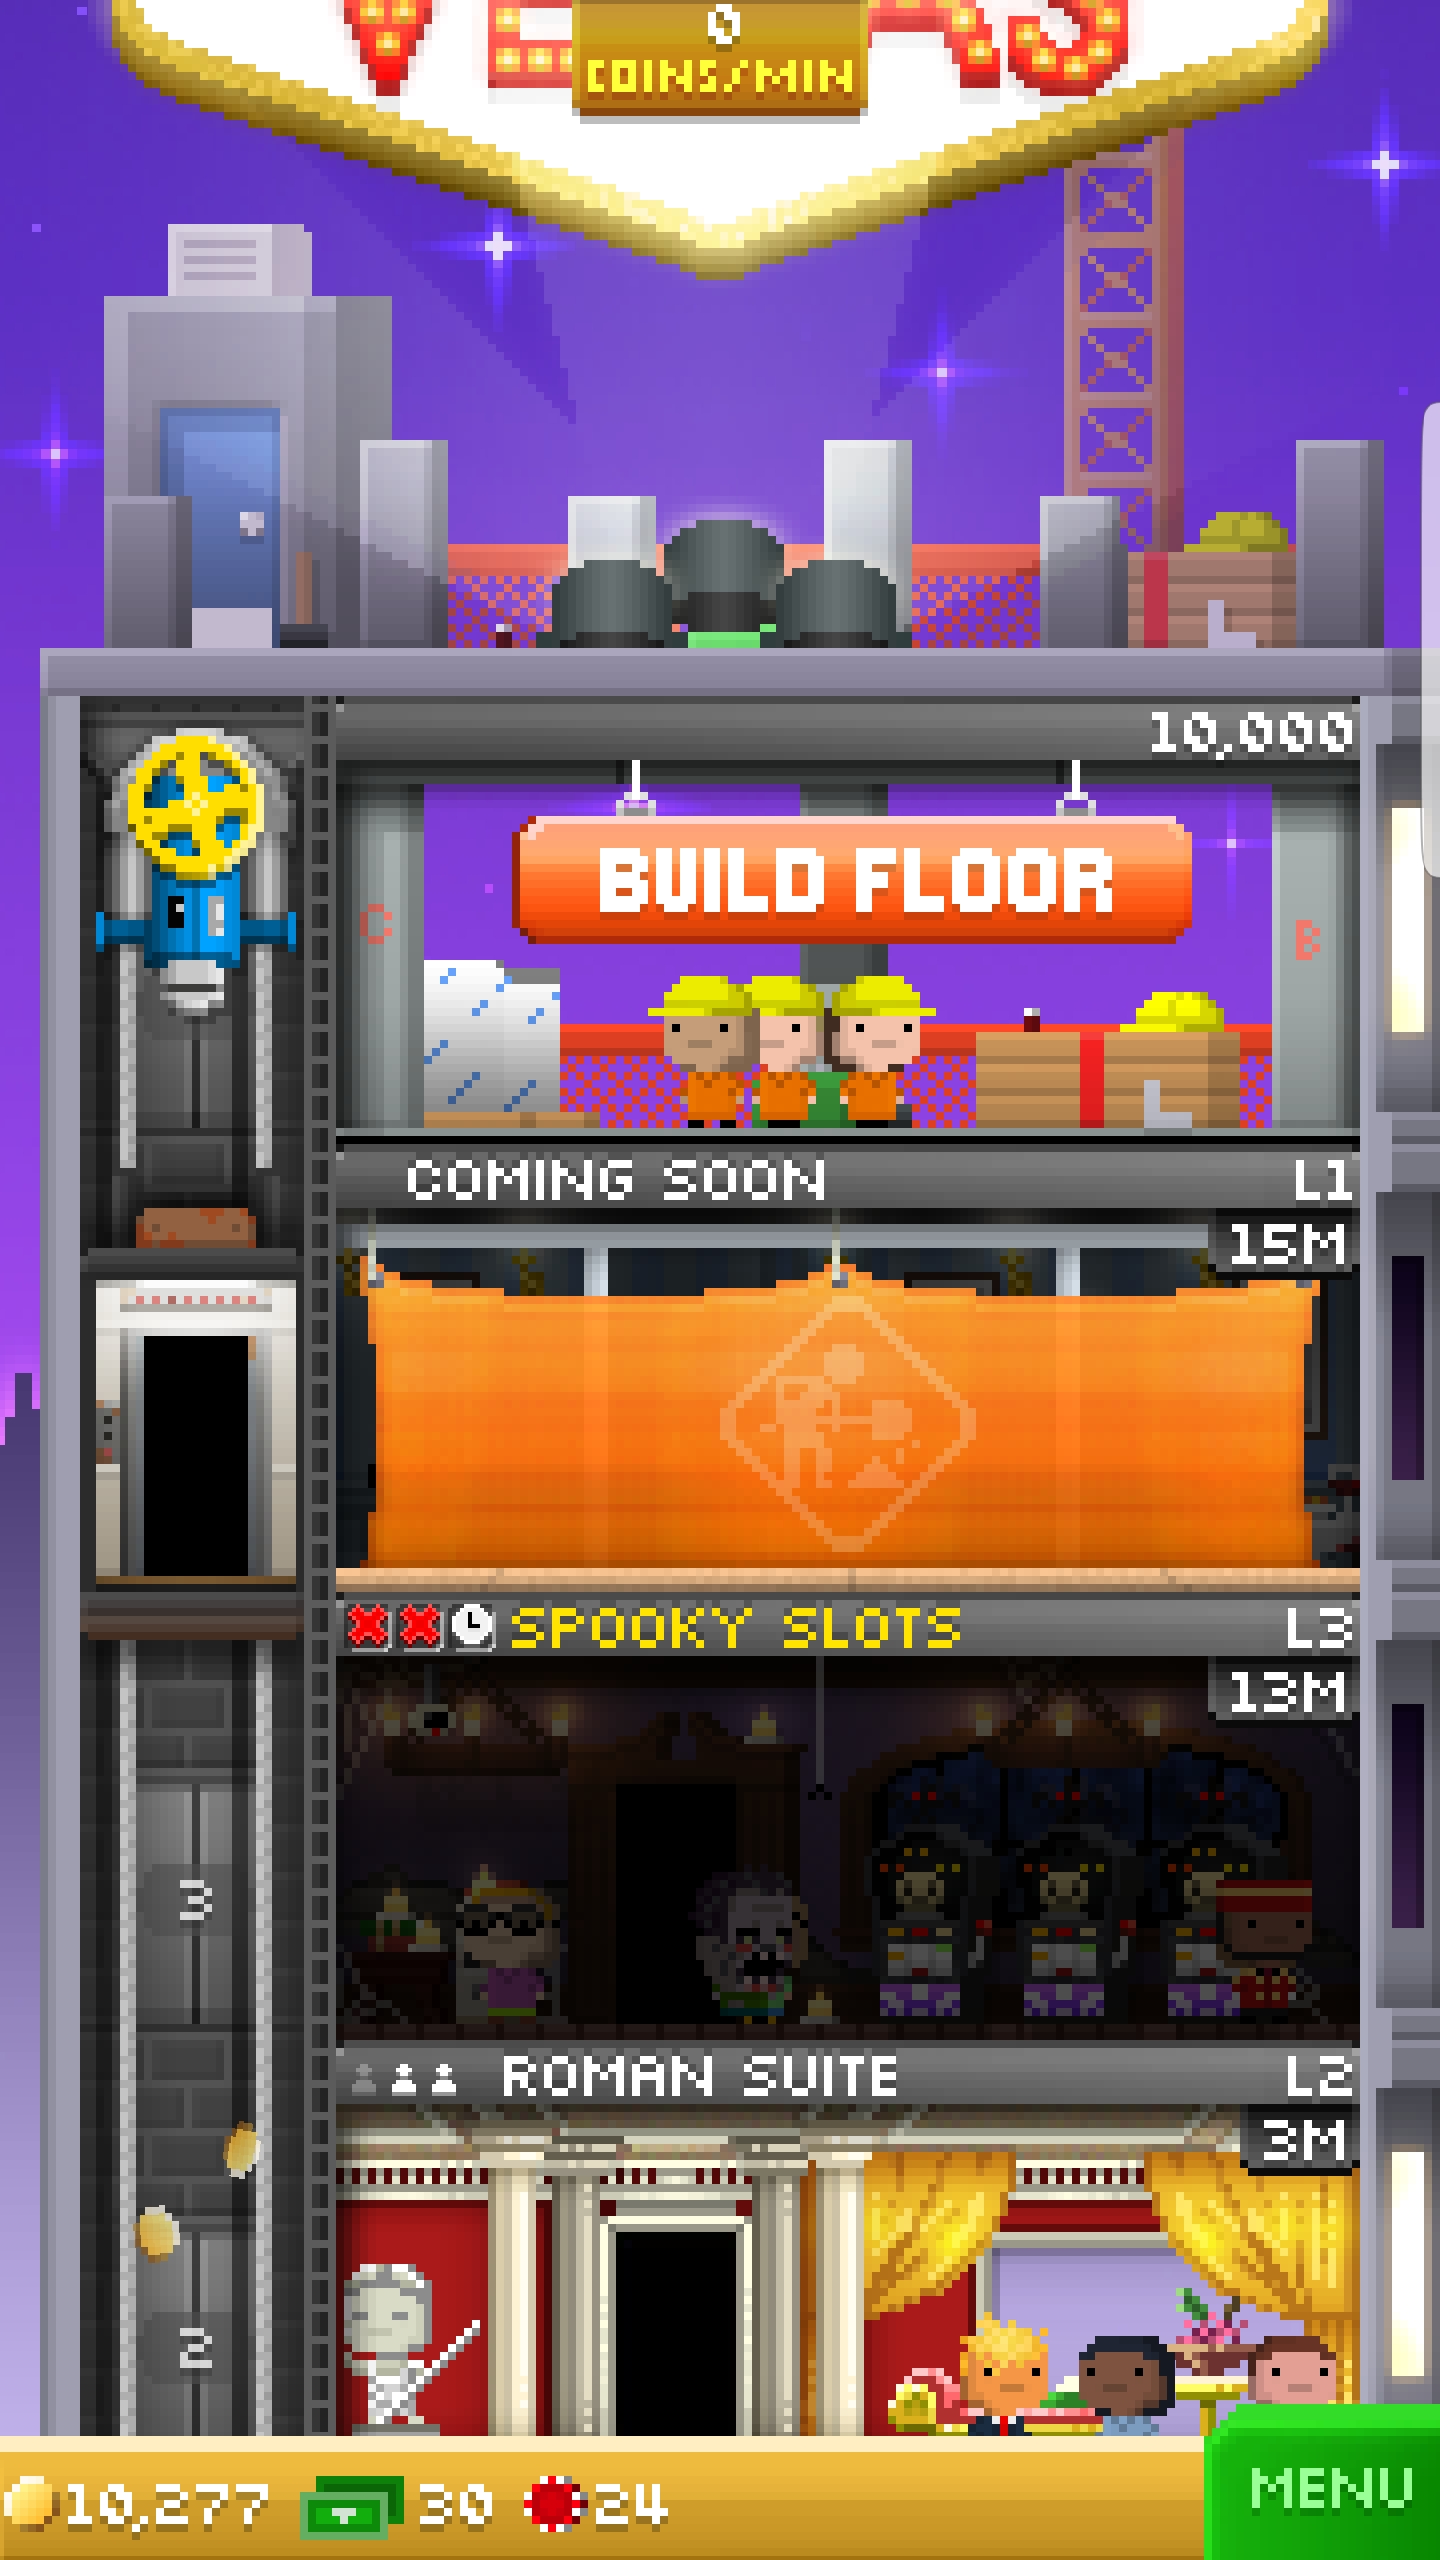 0
COINS/MIN
10,000
BUILD FLOOR
C
B
COMING SOON L1
15M
SPOOKY SLOTS L3
13M
3
ROMAN SUITE L2
3M
2
10,277 30 24
MENU